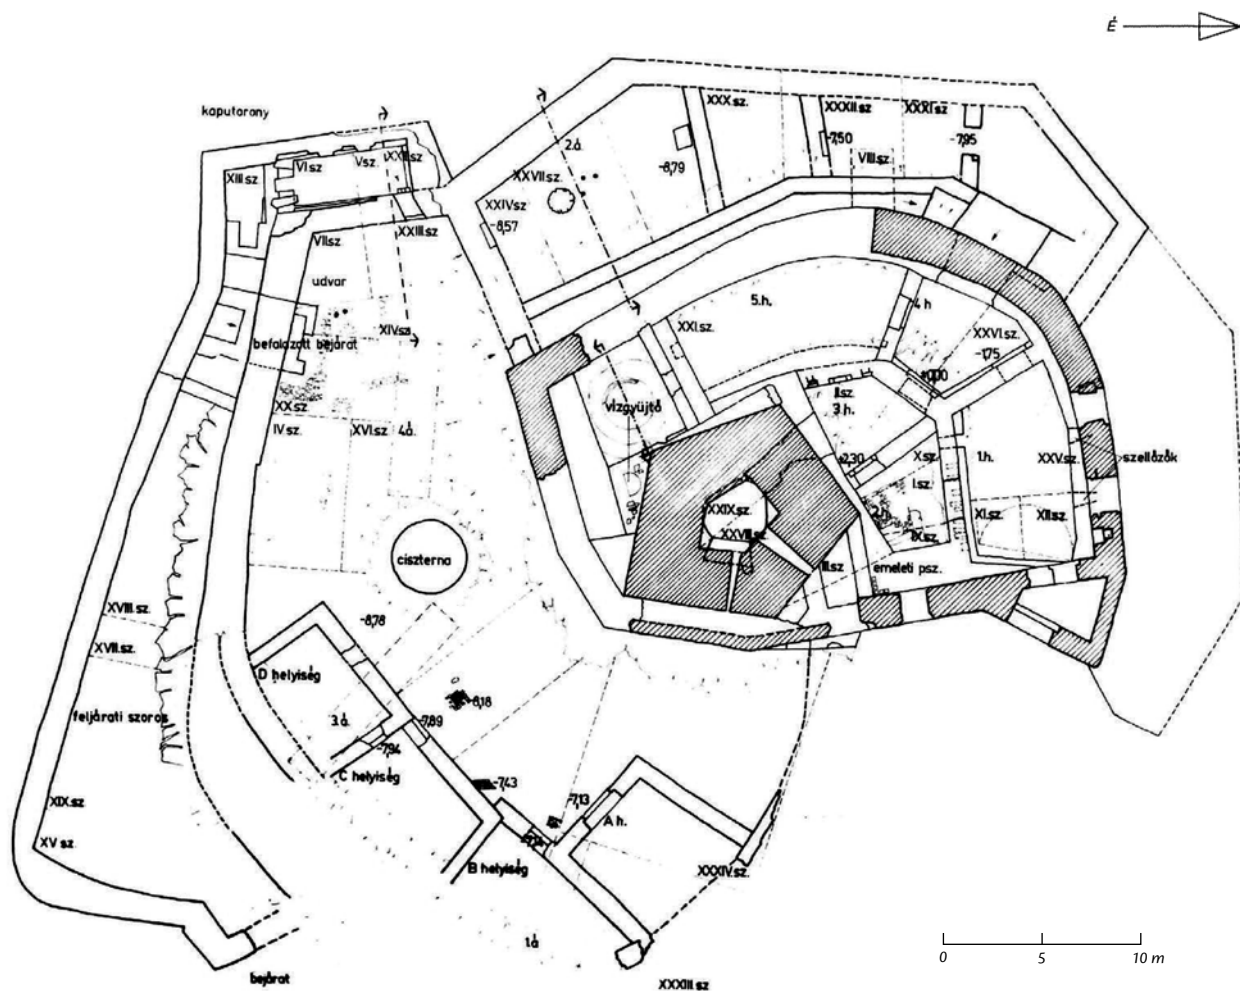 É
kaputorony
XIII.sz
VI.sz
V.sz
XXII.sz
VII.sz
XXIII.sz
udvar
XIV.sz
befalazott bejárat
XX.sz
IV sz.
XVI.sz
4.á.
2.á
XXVII.sz
XXIV.sz
-8,57
-8,79
XXX.sz.
XXXII.sz
XXXI.sz
-7,50
-7,95
VIII.sz
5.h.
4 h
XXI.sz.
XXVI.sz.
-1,75
±0,00
vízgyűjtő
II.sz
3.h.
+2,30
X.sz
I.sz.
2.h.
IX.sz
1.h.
XXV.sz.
szellőzők
XI.sz.
XII.sz
XXIX.sz.
XXVIII.sz.
III.sz
emeleti psz.
ciszterna
-8,78
XVIII.sz.
XVII.sz.
feljárati szoros
D helyiség
3.á.
-7,94
-7,89
-8,18
C helyiség
-7,43
-7,13
A h.
-7,14
B helyiség
XXXIV.sz.
XIX.sz
XV sz.
1.á
bejárat
XXXIII.sz
0 5 10 m